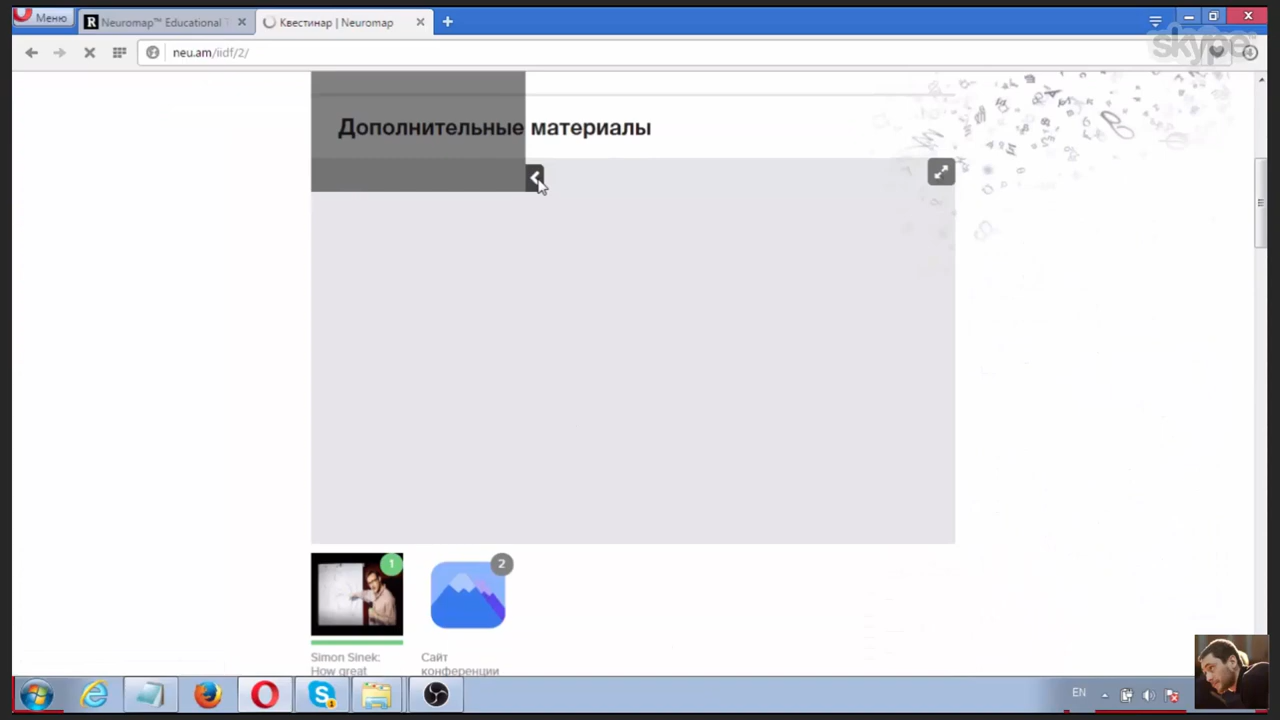 Меню
Neuromap™ Educational
Квестинар | Neuromap
skype
neu.am/iidf/2/
Дополнительные материалы
1
2
Simon Sinek:
How great
Сайт
конференции
EN